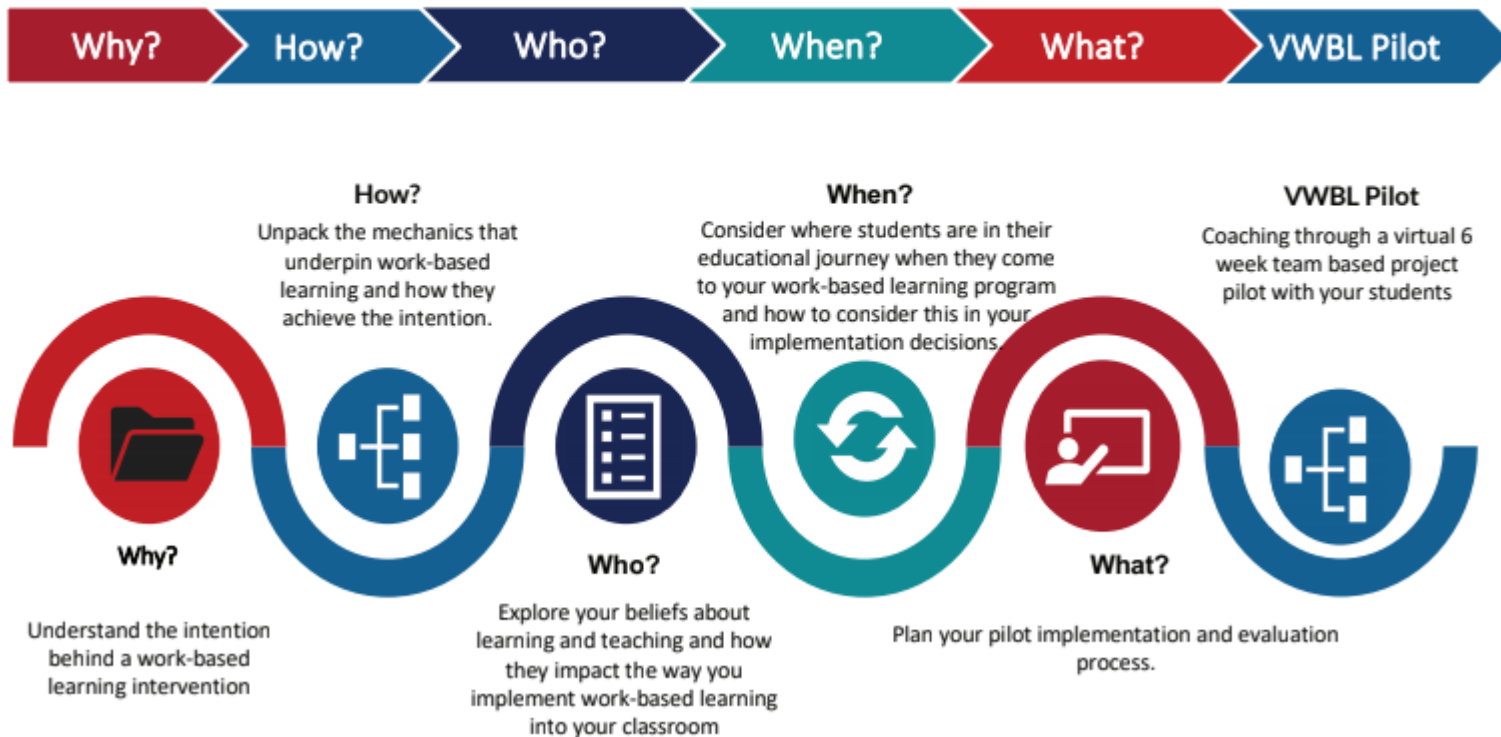 Why?
How?
Who?
When?
What?
VWBL Pilot
Why?
Understand the intention
behind a work-based
learning intervention
How?
Unpack the mechanics that
underpin work-based
learning and how they
achieve the intention.
Who?
Explore your beliefs about
learning and teaching and how
they impact the way you
implement work-based learning
into your classroom
When?
Consider where students are in their
educational journey when they come
to your work-based learning program
and how to consider this in your
implementation decisions.
What?
Plan your pilot implementation and evaluation
process.
VWBL Pilot
Coaching through a virtual 6
week team based project
pilot with your students